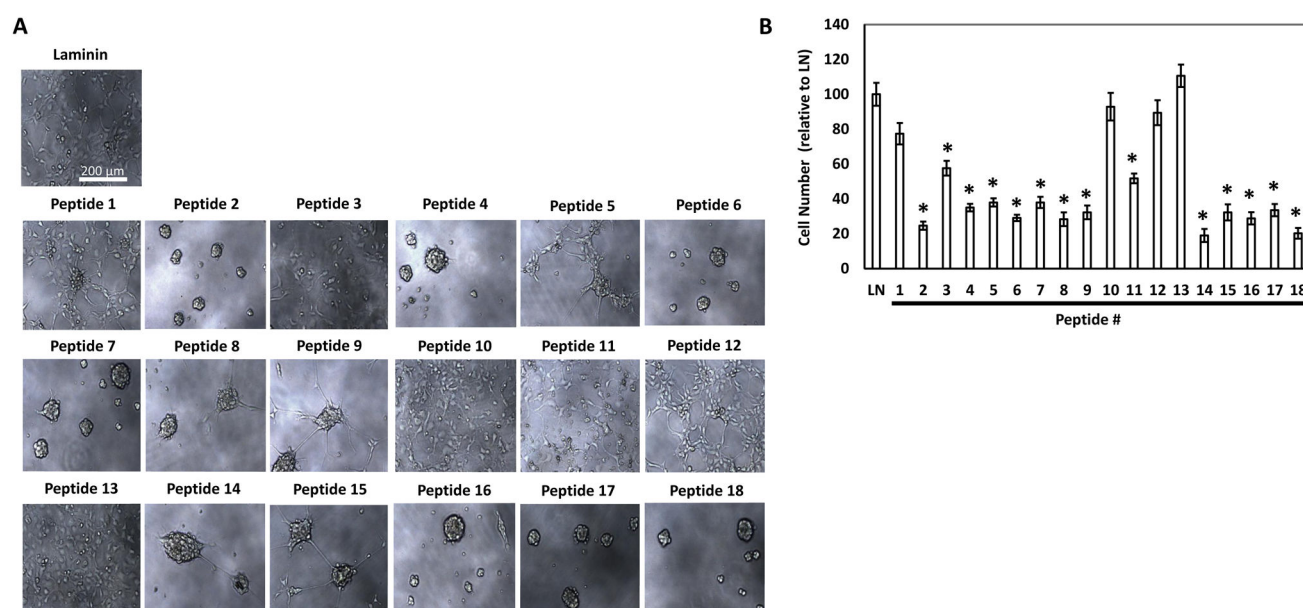 A
Laminin
200 µm
Peptide 1 Peptide 2 Peptide 3 Peptide 4 Peptide 5 Peptide 6
Peptide 7 Peptide 8 Peptide 9 Peptide 10 Peptide 11 Peptide 12
Peptide 13 Peptide 14 Peptide 15 Peptide 16 Peptide 17 Peptide 18
B
Cell Number (relative to LN)
140
120
100
80
60
40
20
0
* * * * * * * * * * * * * *
LN 1 2 3 4 5 6 7 8 9 10 11 12 13 14 15 16 17 18
Peptide #